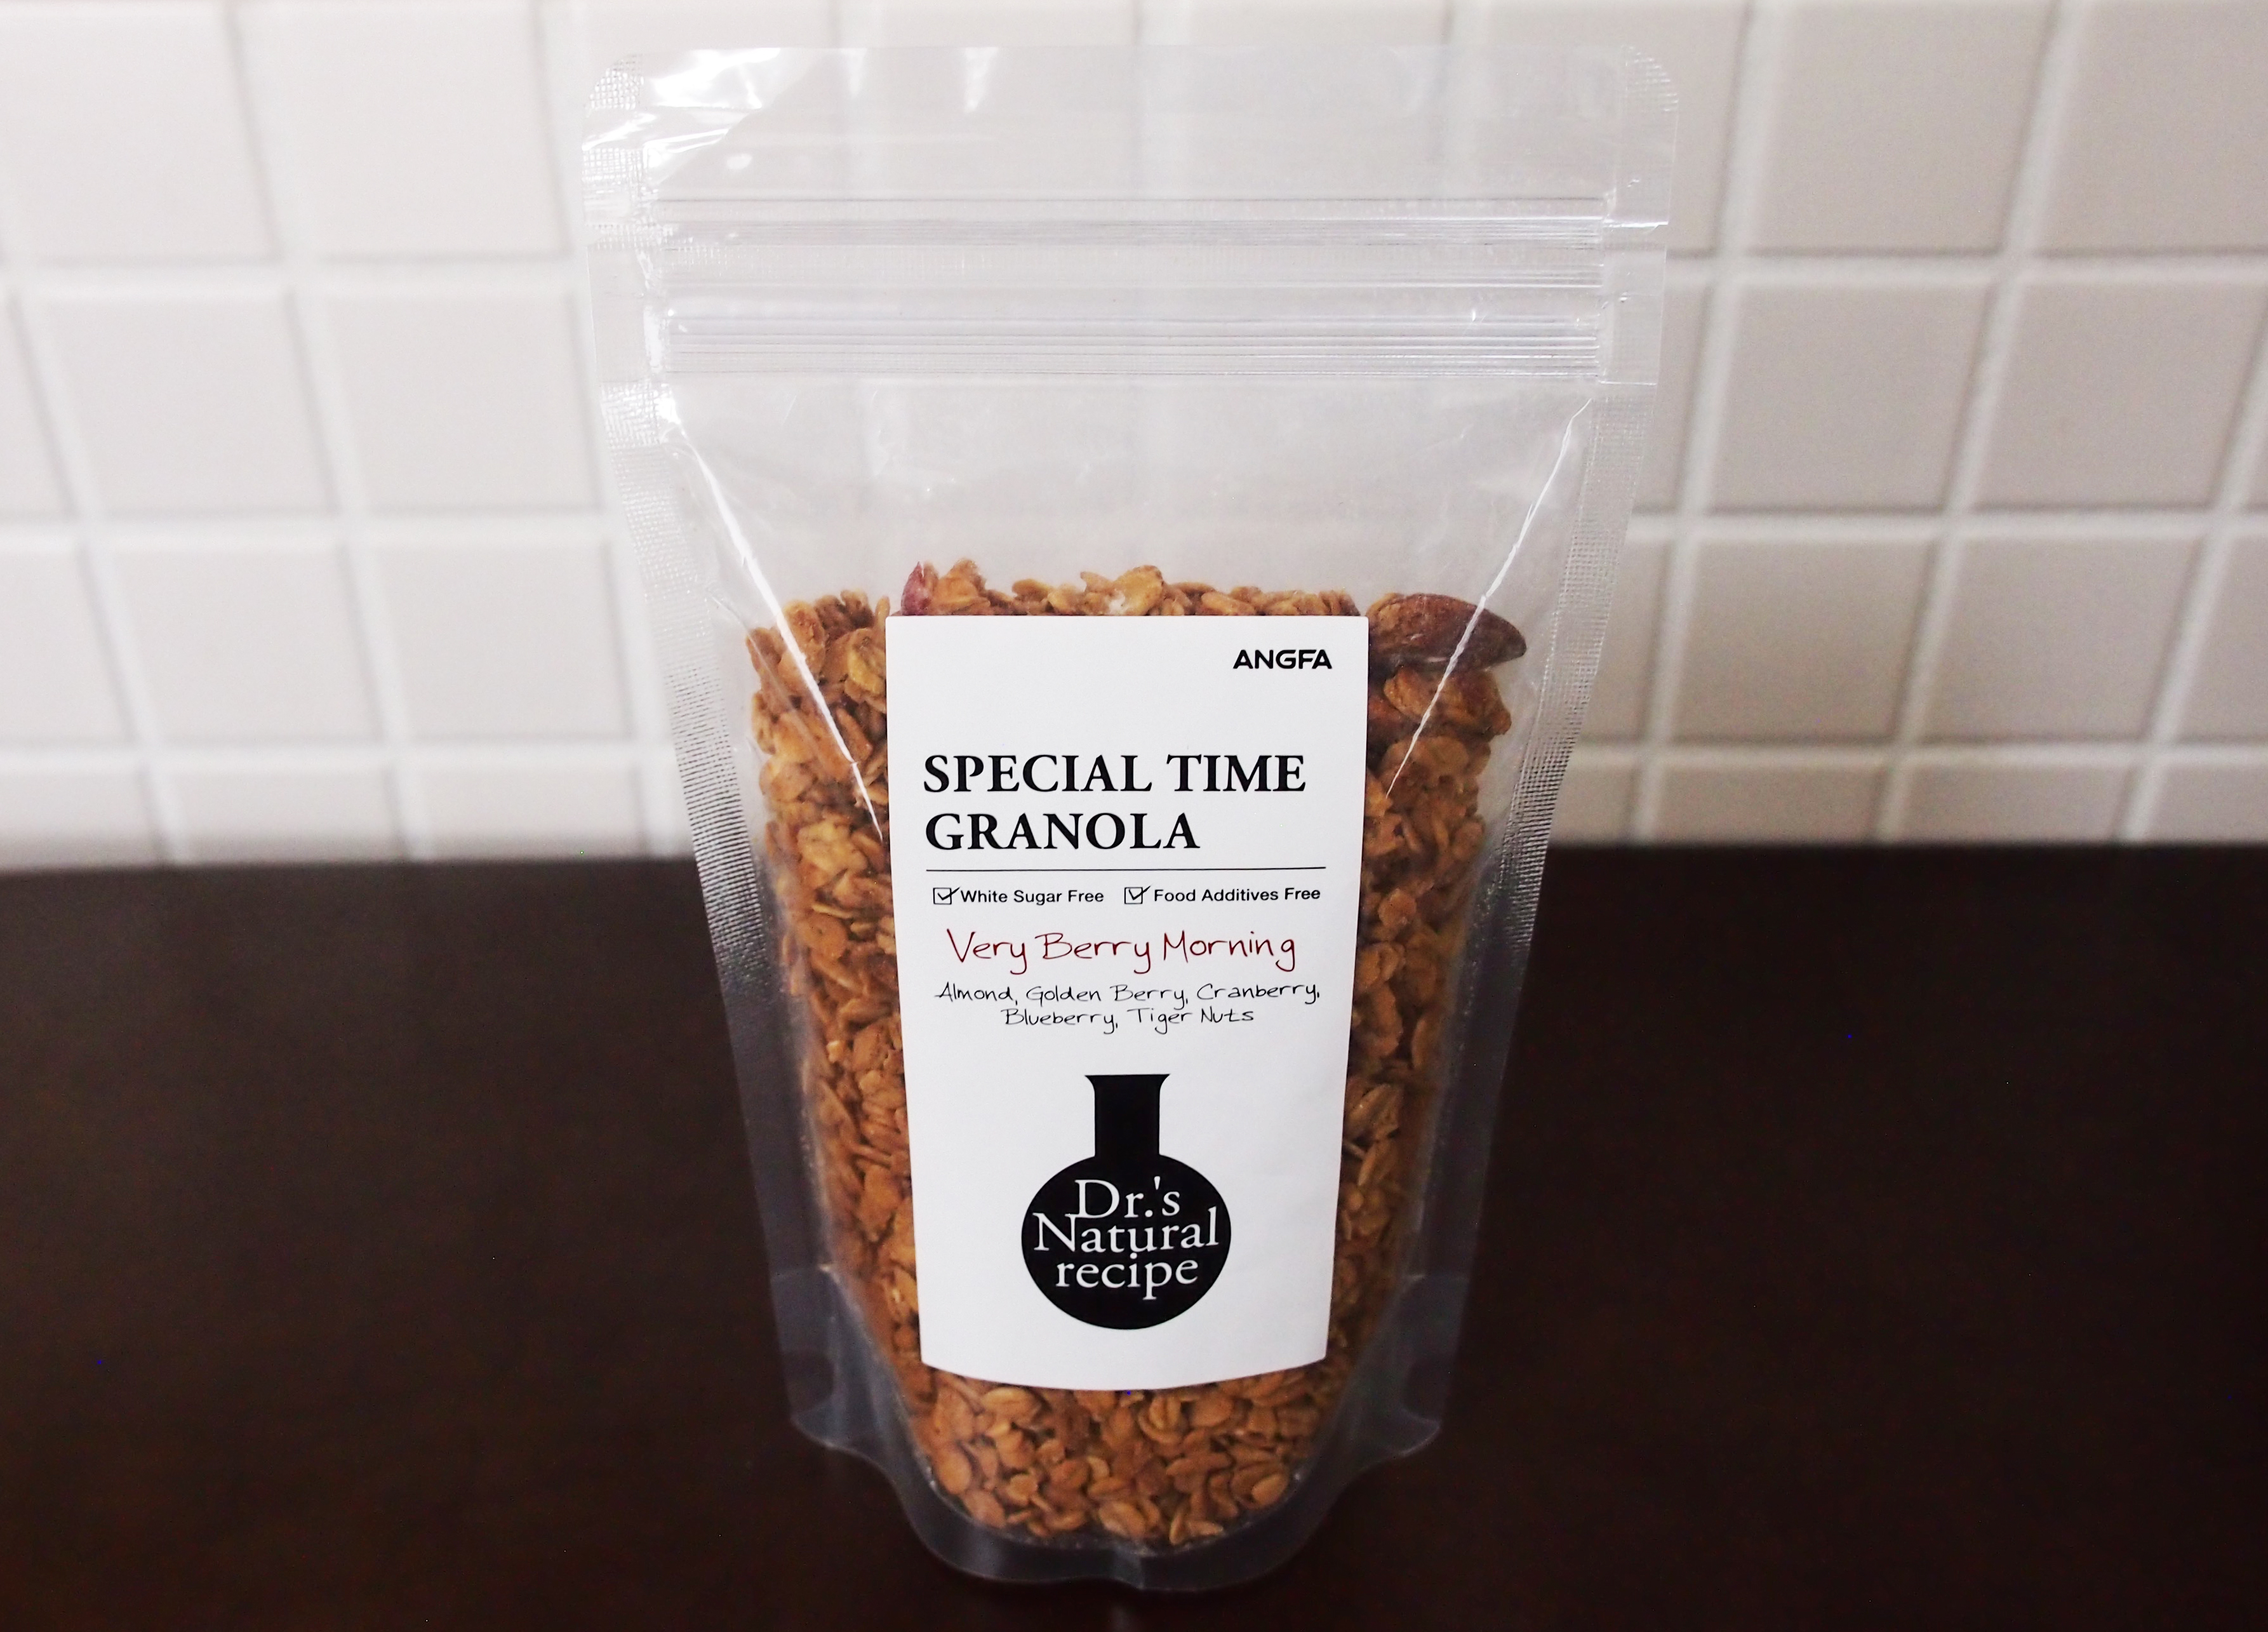 ANGFA
SPECIAL TIME
GRANOLA
White Sugar Free Food Additives Free
Very Berry Morning
Almond, Golden Berry, Cranberry,
Blueberry, Tiger Nuts
Dr.'s
Natural
recipe